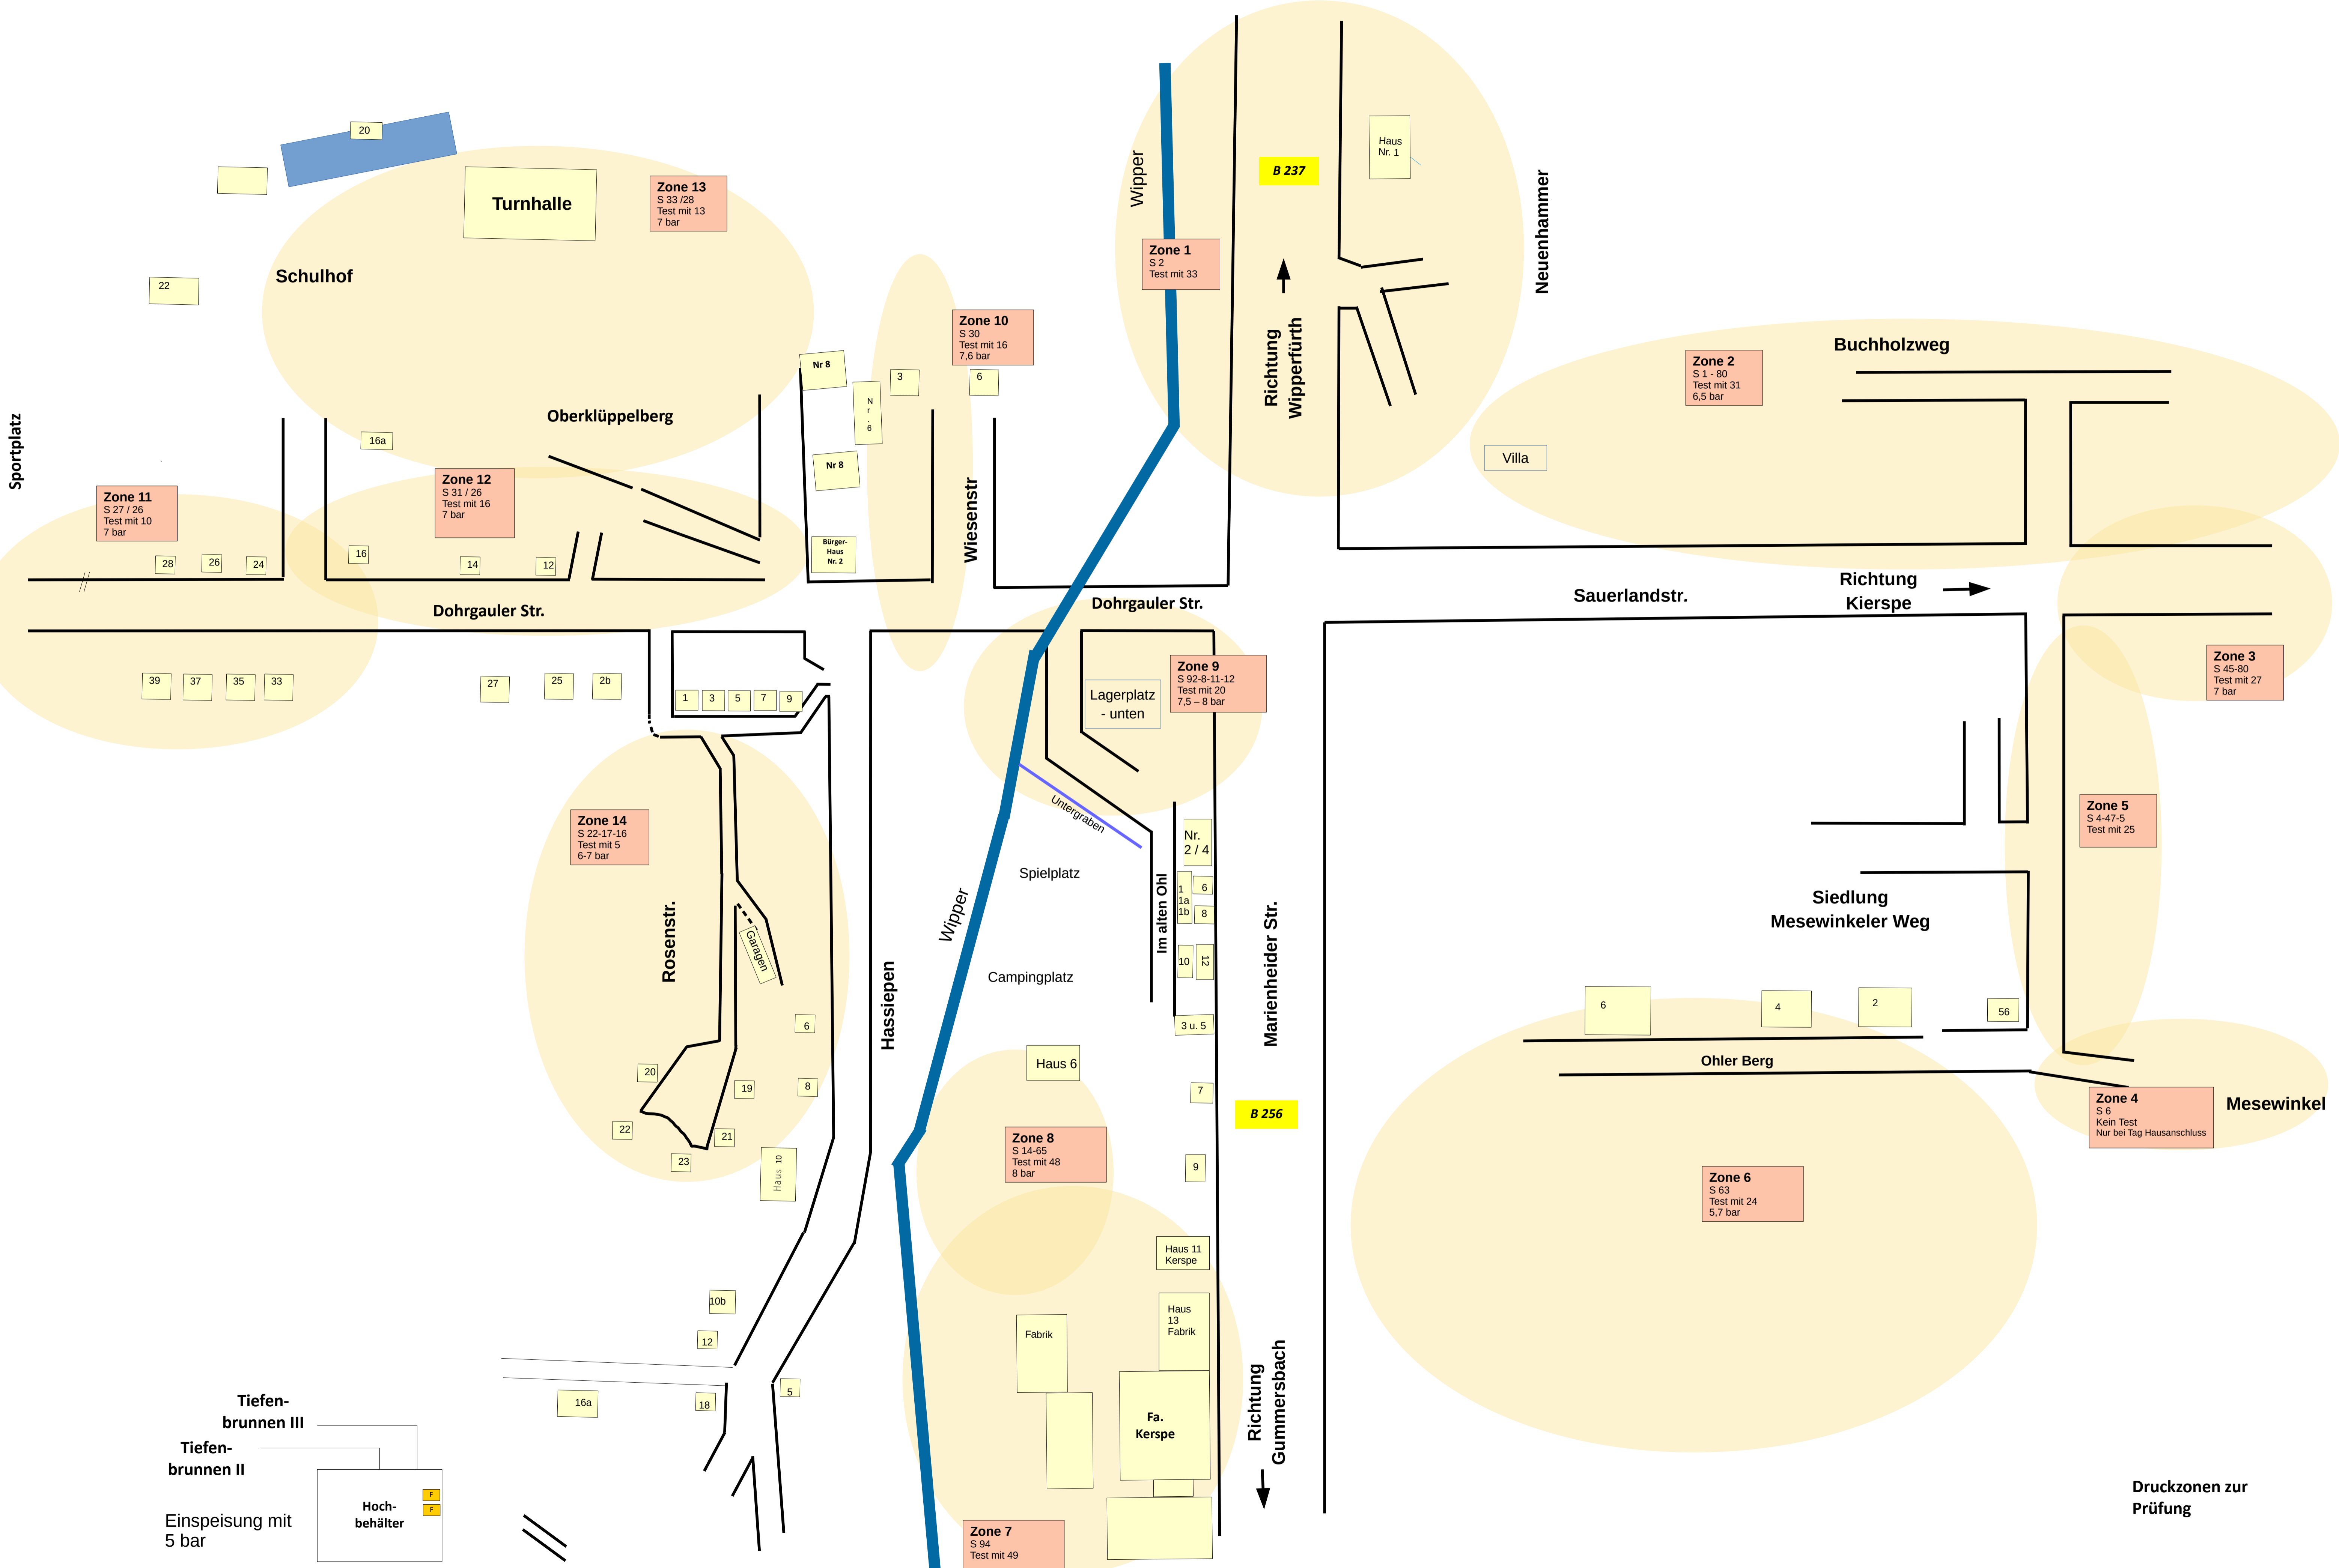 20
Turnhalle
Zone 13
S 33 /28
Test mit 13
7 bar
Schulhof
22
Wipper
B 237
Haus
Nr. 1
Neuenhammer
Zone 1
S 2
Test mit 33
Richtung
Wipperfürth
Zone 10
S 30
Test mit 16
7,6 bar
Nr 8
3
6
N
r
.
6
Nr 8
Bürger-
Haus
Nr. 2
Wiesenstr
Buchholzweg
Zone 2
S 1 - 80
Test mit 31
6,5 bar
Villa
Sportplatz
Oberklüppelberg
16a
Zone 12
S 31 / 26
Test mit 16
7 bar
Zone 11
S 27 / 26
Test mit 10
7 bar
28
26
24
16
14
12
Dohrgauler Str.
Dohrgauler Str.
Sauerlandstr.
Richtung
Kierspe
39
37
35
33
27
25
2b
1
3
5
7
9
Lagerplatz
- unten
Zone 9
S 92-8-11-12
Test mit 20
7,5 – 8 bar
Zone 3
S 45-80
Test mit 27
7 bar
Zone 14
S 22-17-16
Test mit 5
6-7 bar
Untergraben
Zone 5
S 4-47-5
Test mit 25
Nr.
2 / 4
Spielplatz
1
1a
1b
6
8
Im alten Ohl
10
12
Rosenstr.
Garagen
Wipper
Hassiepen
Campingplatz
Marienheider Str.
Siedlung
Mesewinkeler Weg
6
4
2
56
3 u. 5
6
Haus 6
Ohler Berg
20
19
8
7
B 256
Zone 4
S 6
Kein Test
Nur bei Tag Hausanschluss
Mesewinkel
22
21
23
Haus 10
Zone 8
S 14-65
Test mit 48
8 bar
9
Zone 6
S 63
Test mit 24
5,7 bar
Haus 11
Kerspe
10b
12
Fabrik
Haus
13
Fabrik
16a
18
5
Fa.
Kerspe
Richtung
Gummersbach
Tiefen-
brunnen III
Tiefen-
brunnen II
Hoch-
behälter
F
F
Einspeisung mit
5 bar
Zone 7
S 94
Test mit 49
Druckzonen zur
Prüfung